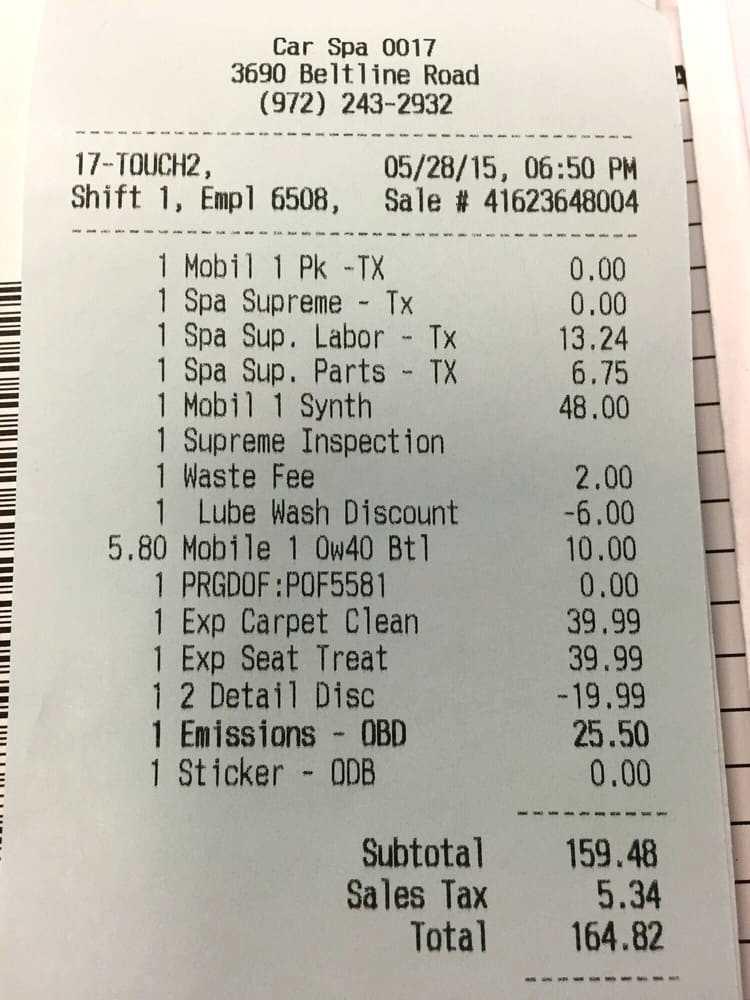 Car Spa 0017
3690 Beltline Road
(972) 243-2932
17-TOUCH2, 05/28/15, 06:50 PM
Shift 1, Empl 6508, Sale # 41623648004
1 Mobil 1 Pk -TX 0.00
1 Spa Supreme - Tx 0.00
1 Spa Sup. Labor - Tx 13.24
1 Spa Sup. Parts - TX 6.75
1 Mobil 1 Synth 48.00
1 Supreme Inspection
1 Waste Fee 2.00
1 Lube Wash Discount -6.00
5.80 Mobile 1 0w40 Btl 10.00
1 PRGDOF:POF5581 0.00
1 Exp Carpet Clean 39.99
1 Exp Seat Treat 39.99
1 2 Detail Disc -19.99
1 Emissions - OBD 25.50
1 Sticker - ODB 0.00
Subtotal 159.48
Sales Tax 5.34
Total 164.82